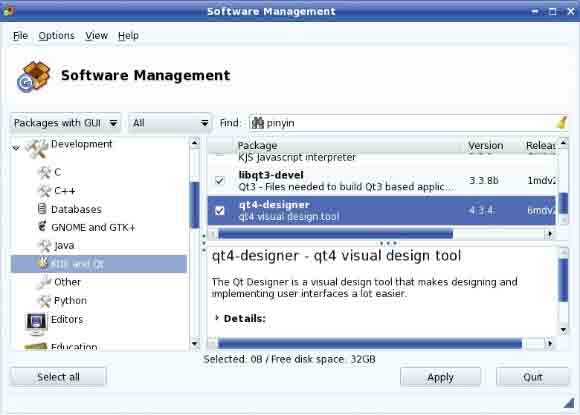 Software Management
File Options View Help
Software Management
Packages with GUI All Find: pinyin
Development
C
C++
Databases
GNOME and GTK+
Java
KDE and Qt
Other
Python
Editors
Education
Package Version Releas
KJS Javascript interpreter
libqt3-devel 3.3.8b 1mdv2
Qt3 - Files needed to build Qt3 based applic...
qt4-designer 4.3.4. 6mdv2
qt4 visual design tool
qt4-designer - qt4 visual design tool
The Qt Designer is a visual design tool that makes designing and
implementing user interfaces a lot easier.
Details:
Selected: 0B / Free disk space: 32GB
Select all Apply Quit